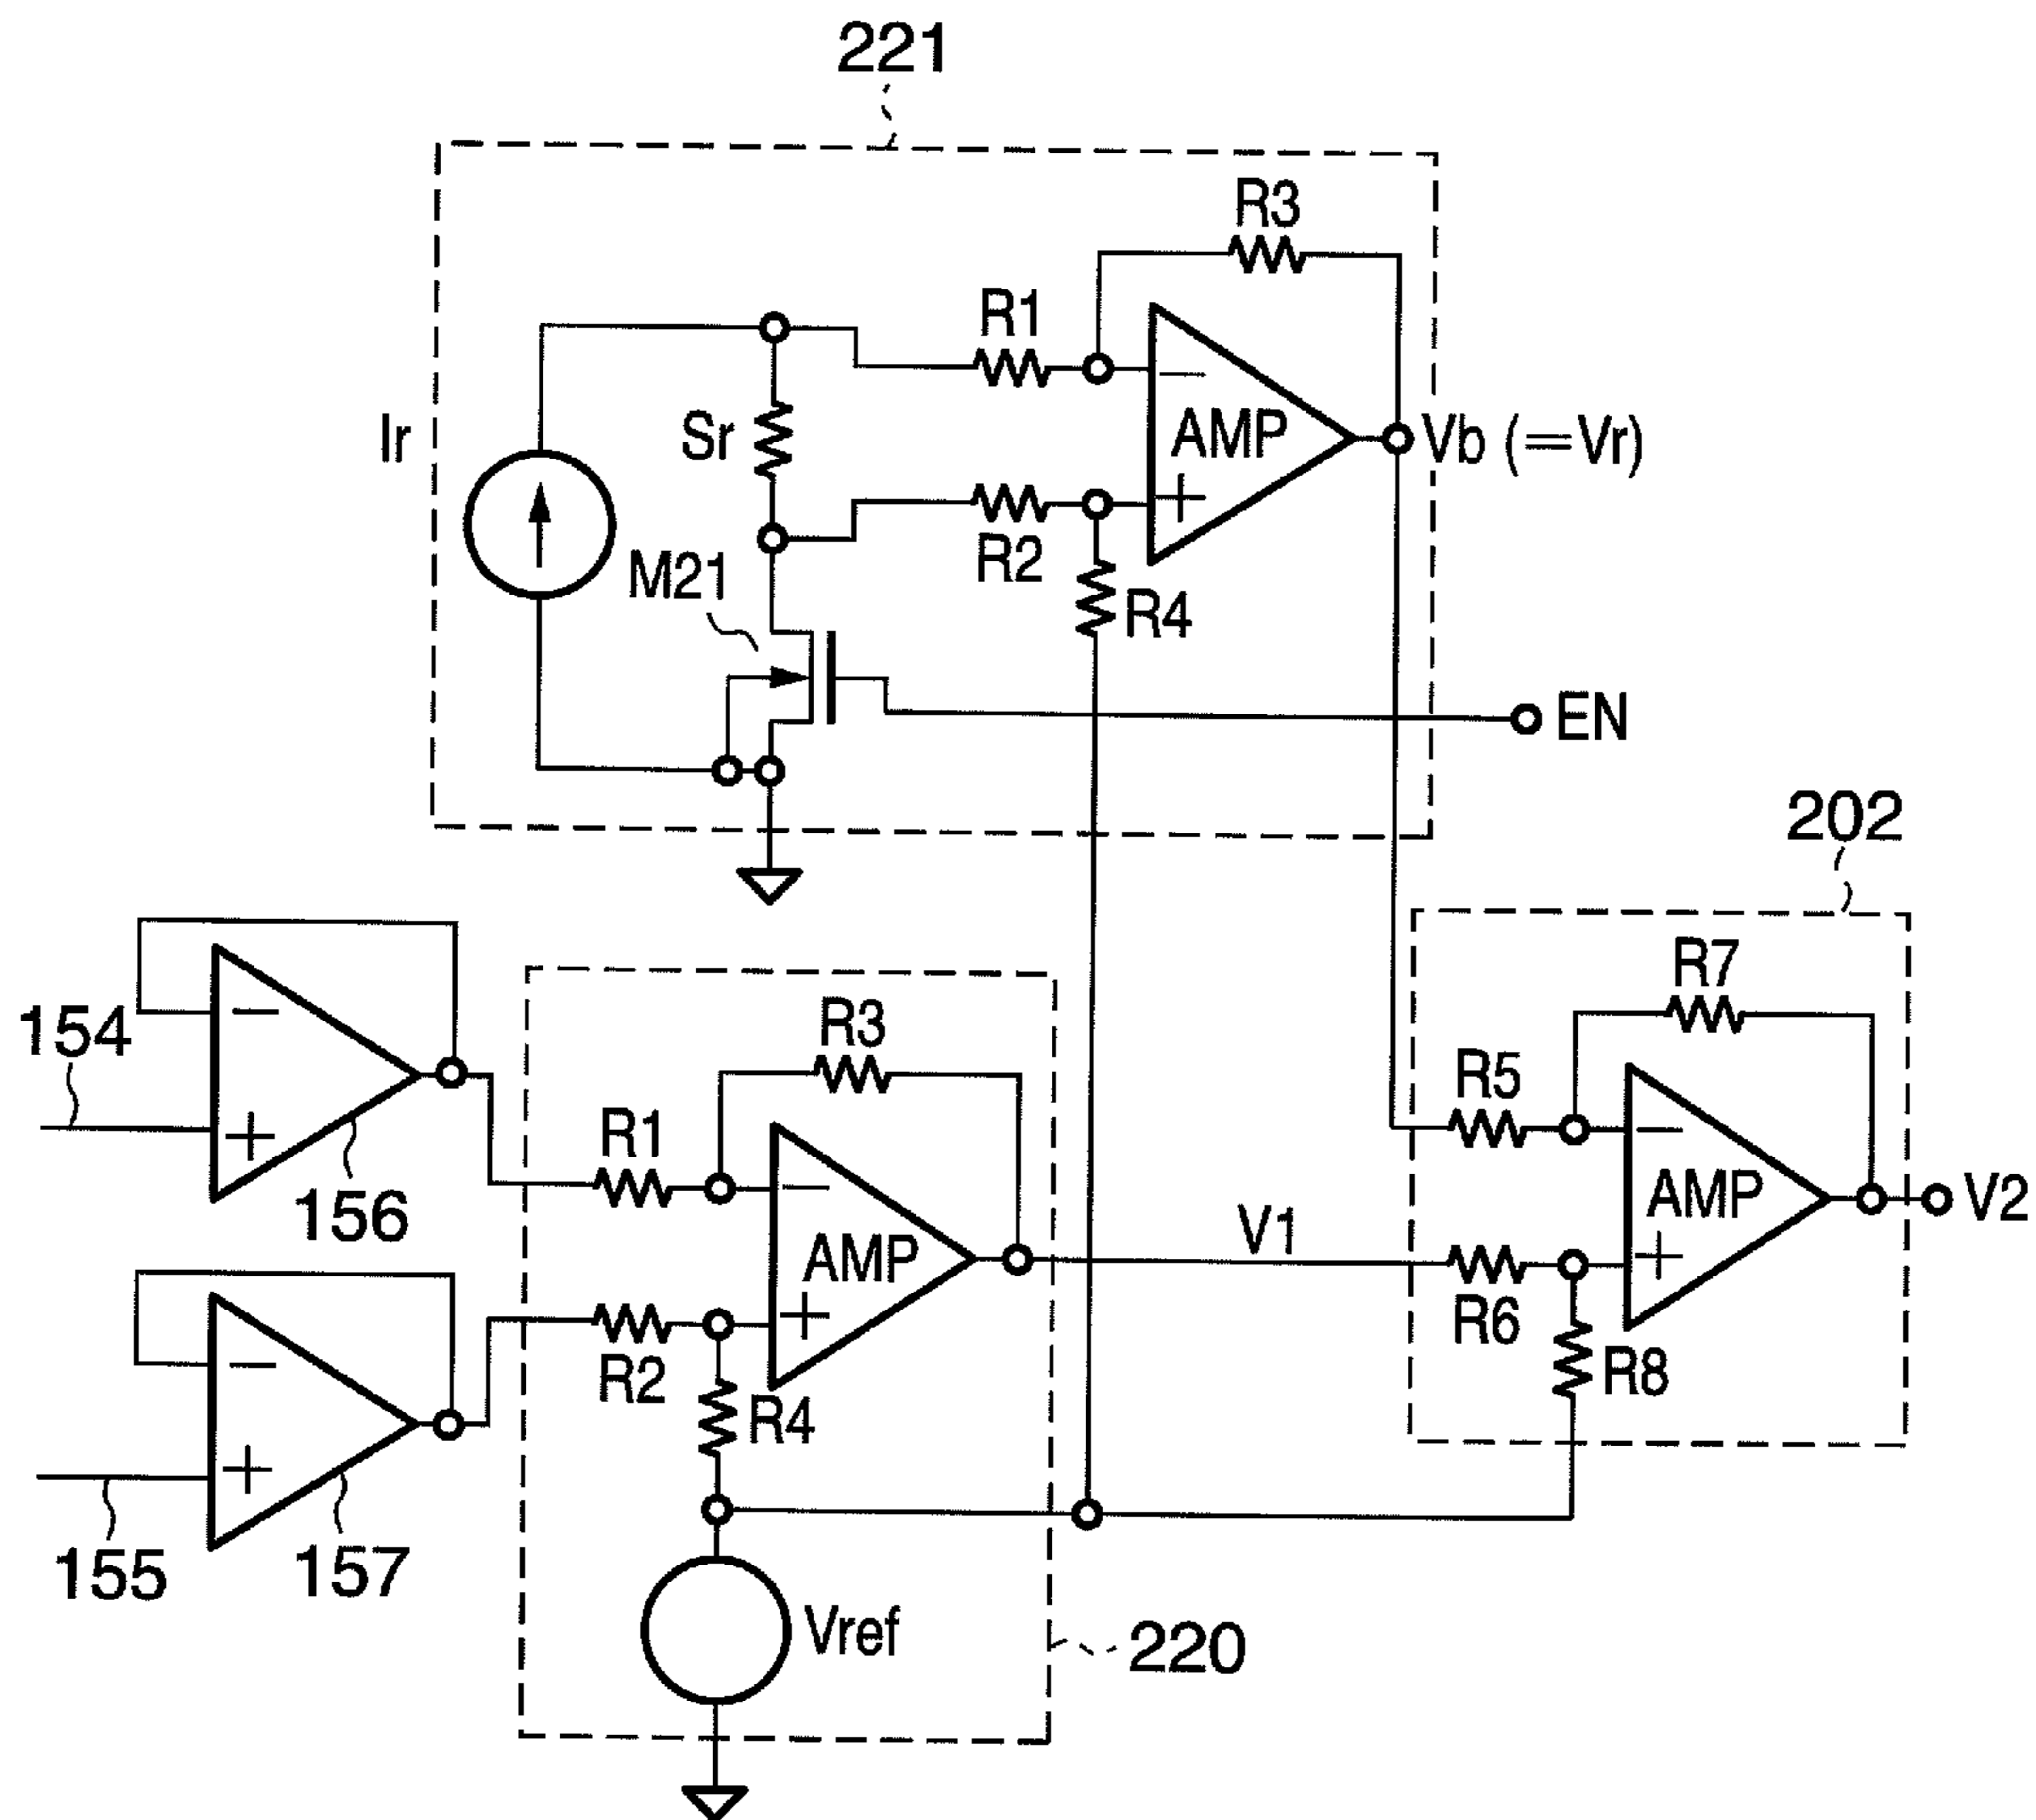 221
R3
R1
Ir
Sr
AMP
Vb (=Vr)
R2
M21
R4
EN
202
R7
154
R3
R5
R1
156
AMP
V2
V1
AMP
R6
R2
R8
R4
155
157
Vref
220